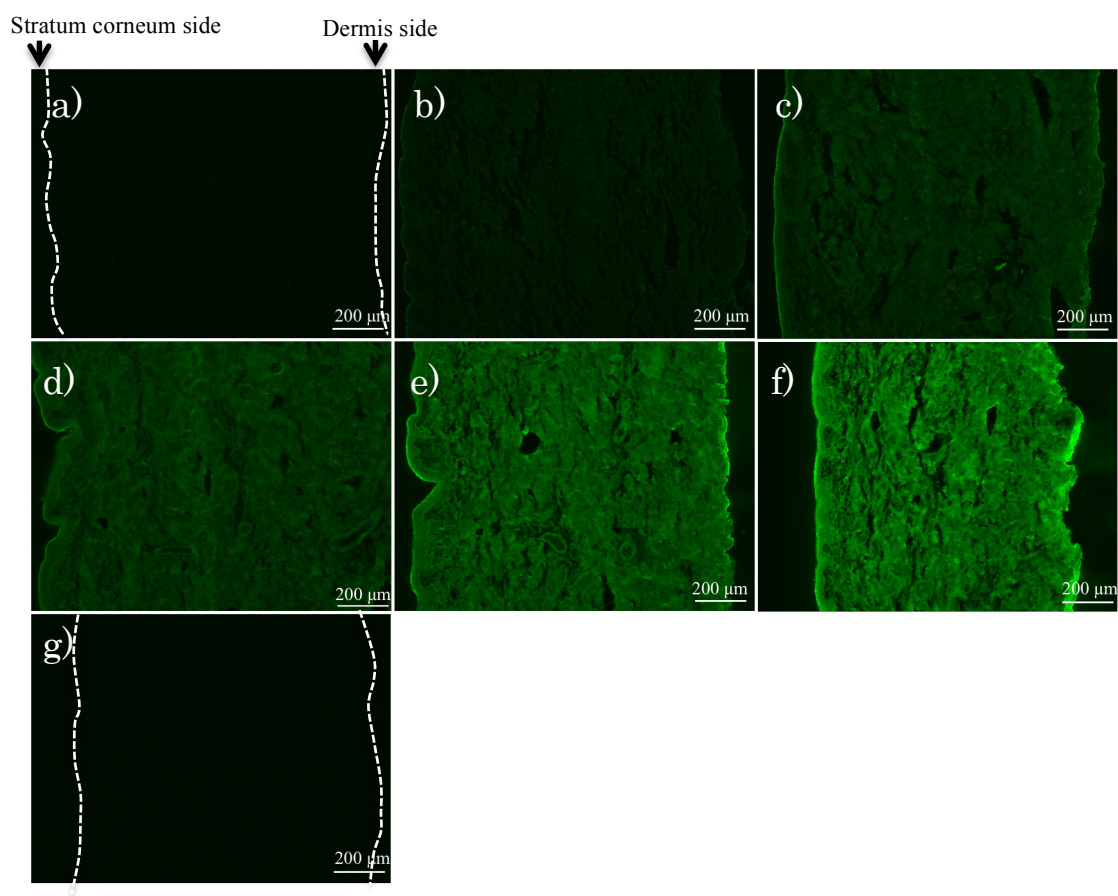 Stratum corneum side
Dermis side
a)
200 μm
b)
200 μm
c)
200 μm
d)
200 μm
e)
200 μm
f)
200 μm
g)
200 μm